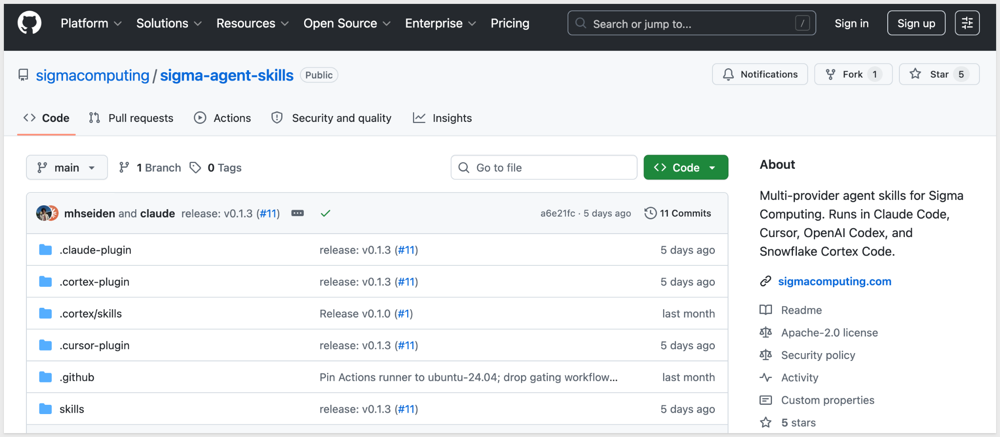 Platform Solutions Resources Open Source Enterprise Pricing Search or jump to... / Sign in Sign up
sigmacomputing / sigma-agent-skills Public Notifications Fork 1 Star 5
Code Pull requests Actions Security and quality Insights
main 1 Branch 0 Tags Go to file Code
mhseiden and claude release: v0.1.3 (#11) a6e21fc · 5 days ago 11 Commits
.claude-plugin release: v0.1.3 (#11) 5 days ago
.cortex-plugin release: v0.1.3 (#11) 5 days ago
.cortex/skills Release v0.1.0 (#1) last month
.cursor-plugin release: v0.1.3 (#11) 5 days ago
.github Pin Actions runner to ubuntu-24.04; drop gating workflow... last month
skills release: v0.1.3 (#11) 5 days ago
About
Multi-provider agent skills for Sigma
Computing. Runs in Claude Code,
Cursor, OpenAI Codex, and
Snowflake Cortex Code.
sigmacomputing.com
Readme
Apache-2.0 license
Security policy
Activity
Custom properties
5 stars